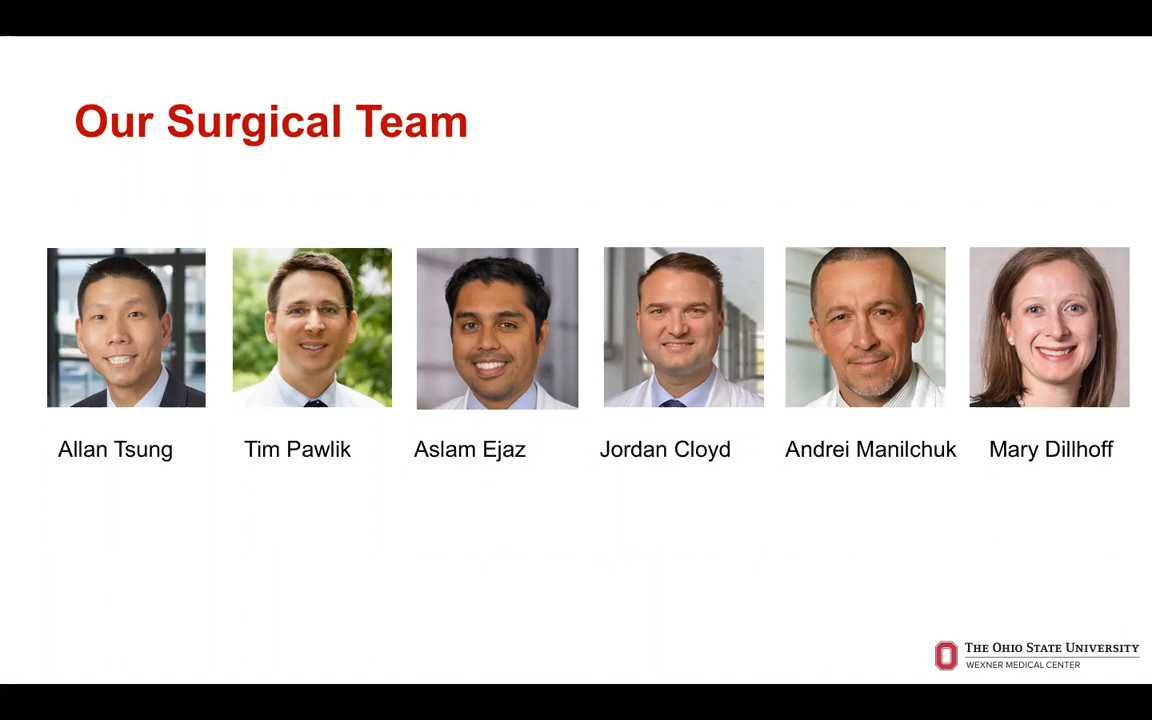 Our Surgical Team
Allan Tsung
Tim Pawlik
Aslam Ejaz
Jordan Cloyd
Andrei Manilchuk
Mary Dillhoff
THE OHIO STATE UNIVERSITY
WEXNER MEDICAL CENTER